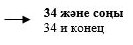 34 және соңы
34 и конец